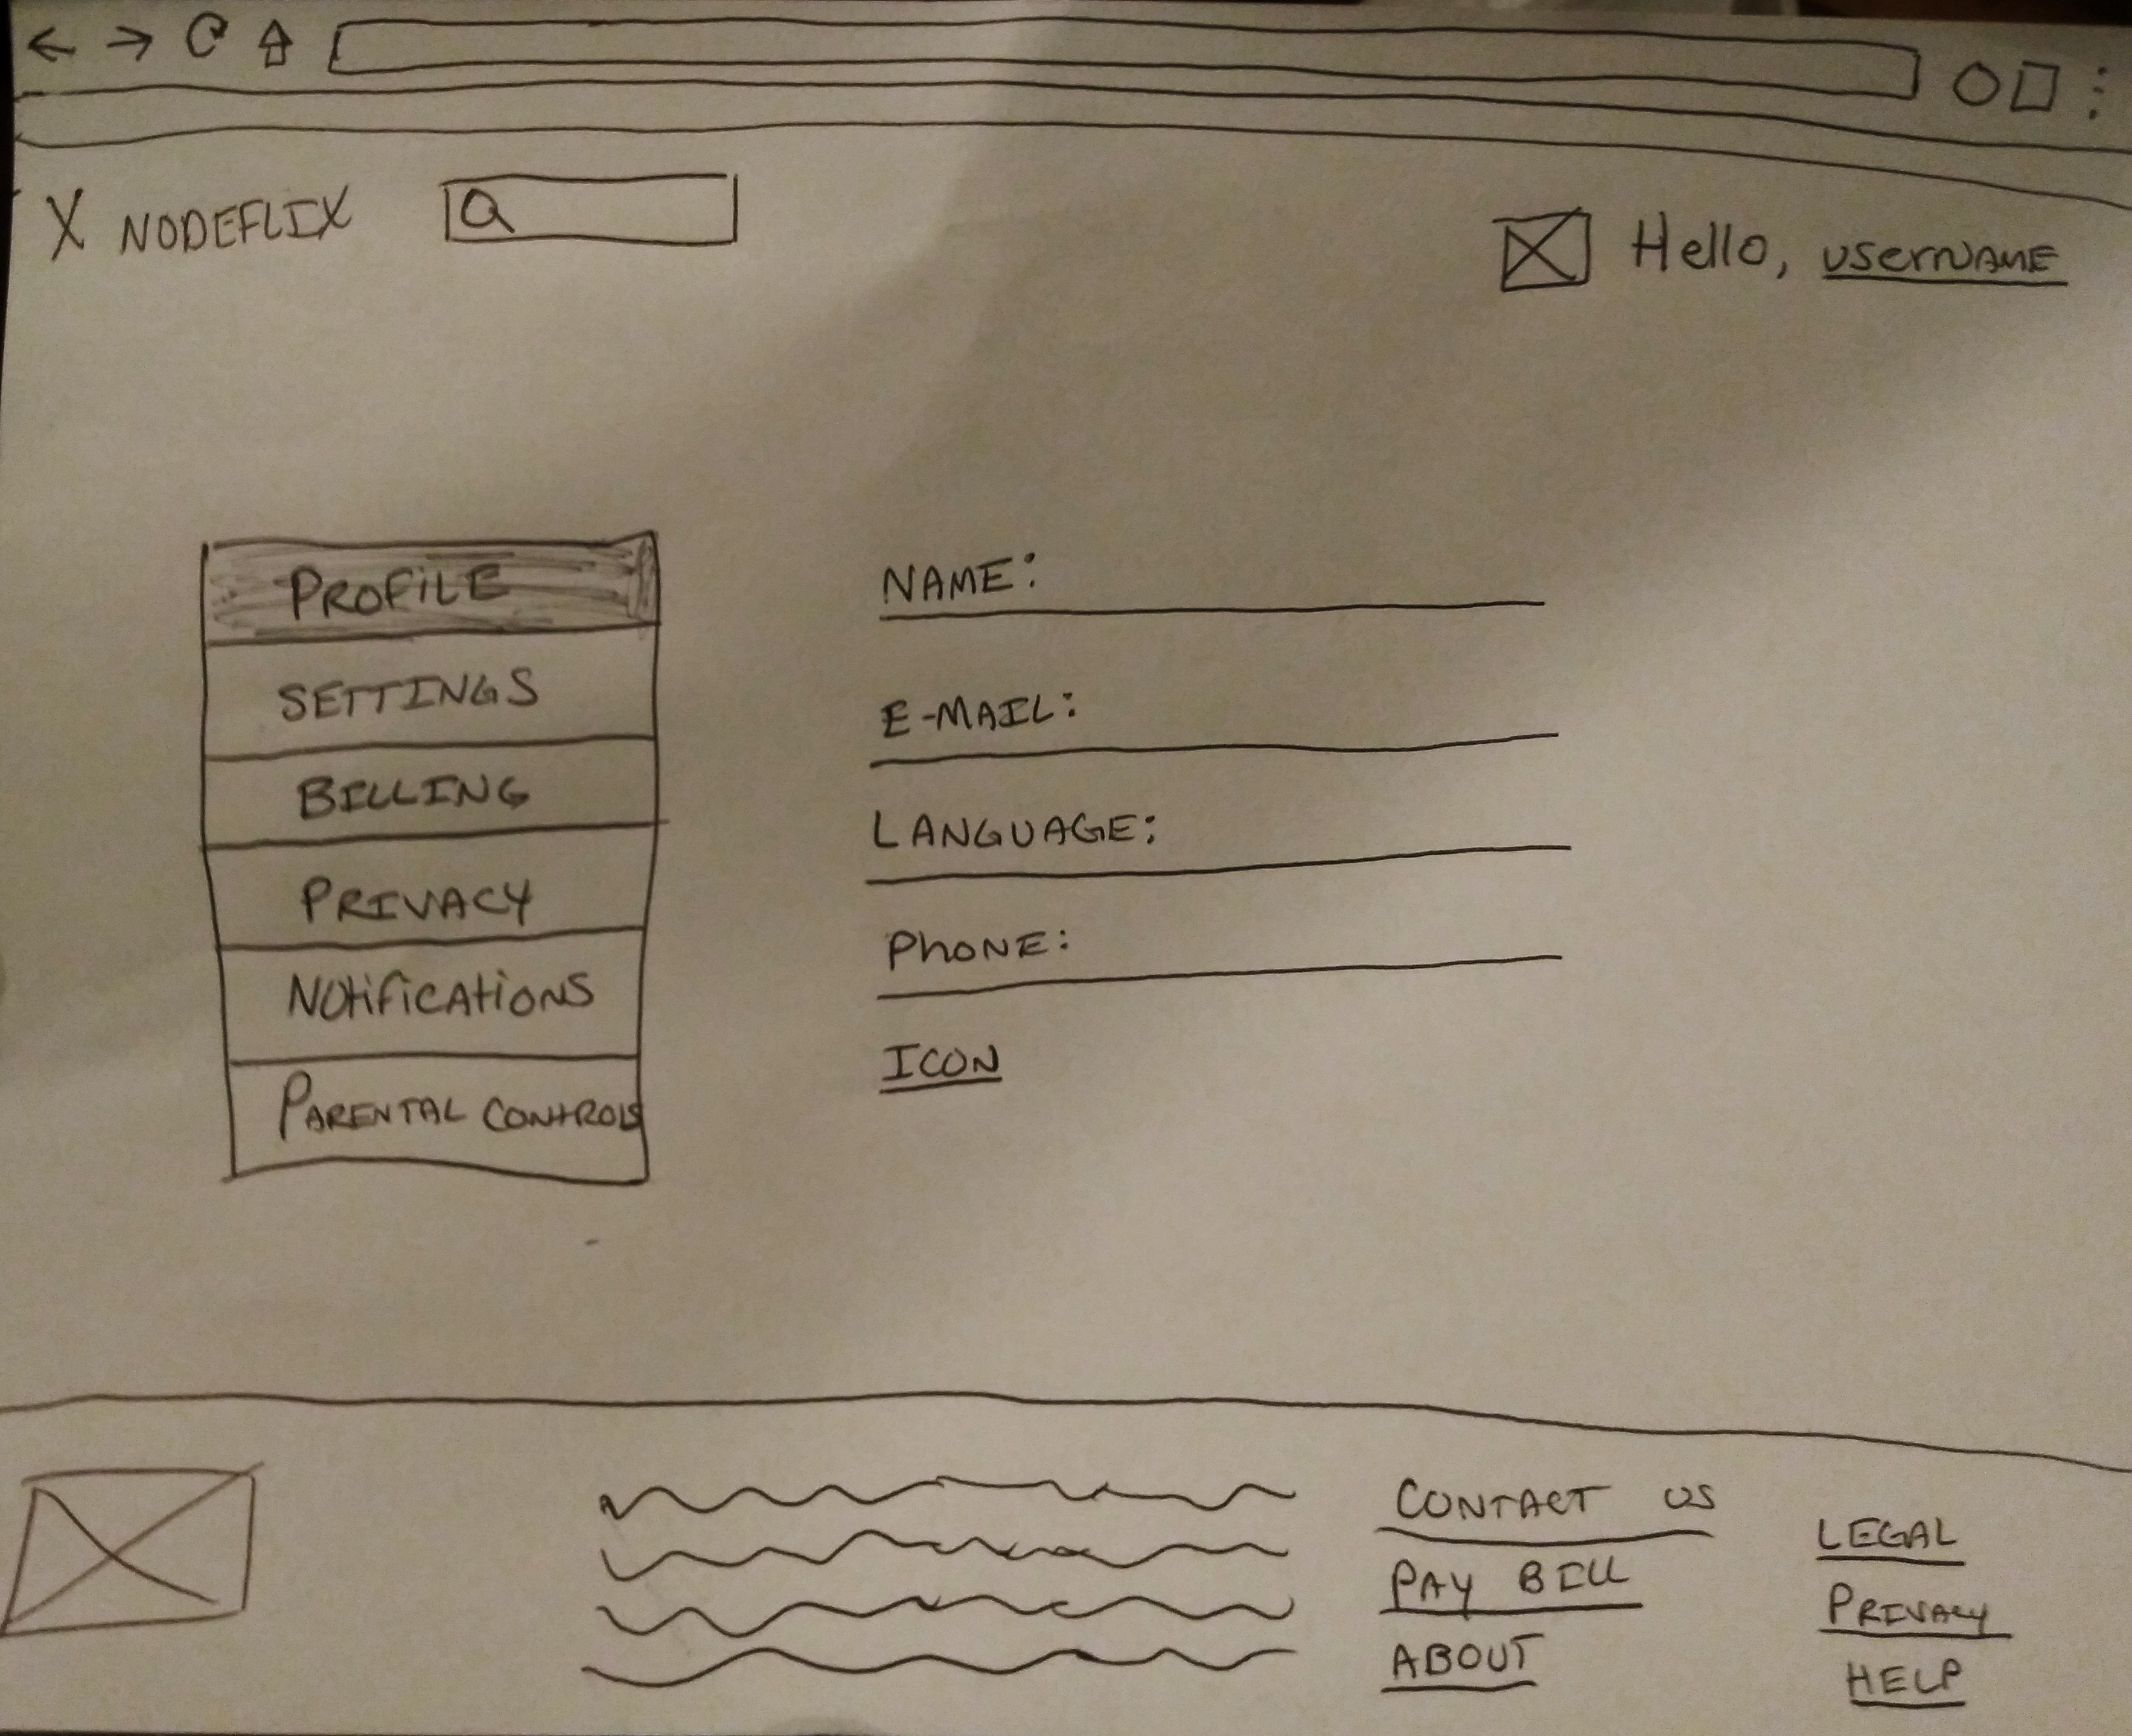 X NODEFLIX
Hello, username
PROFILE
SETTINGS
BILLING
PRIVACY
NOtificAtiONS
PARENTAL CONtROLS
NAME:
E-MAIL:
LANGUAGE:
PhONE:
ICON
CONTACT US
PAY BILL
ABOUT
LEGAL
PRIVACY
HELP